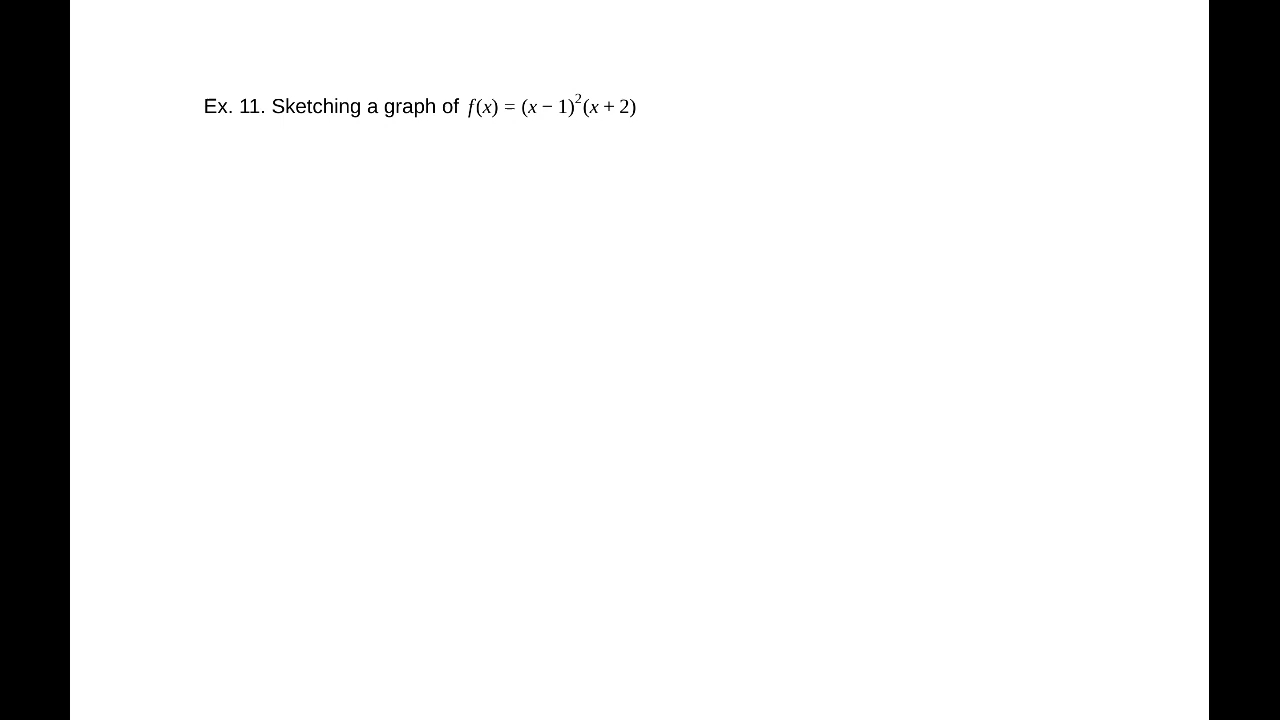 Ex. 11. Sketching a graph of f(x) = (x − 1)²(x + 2)